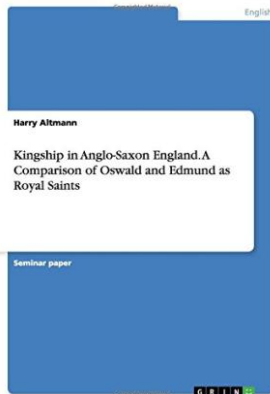 English
Harry Altmann
Kingship in Anglo-Saxon England. A
Comparison of Oswald and Edmund as
Royal Saints
Seminar paper
GRIN